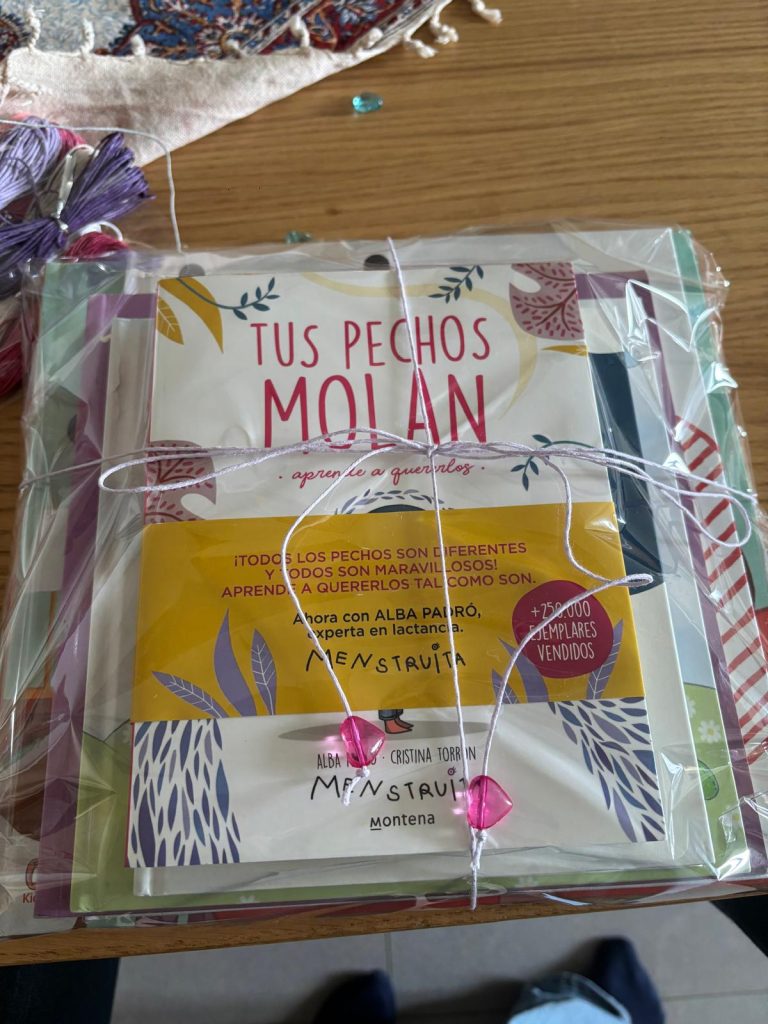 TUS PECHOS
MOLAN
· aprende a quererlos ·
¡TODOS LOS PECHOS SON DIFERENTES
Y TODOS SON MARAVILLOSOS!
APRENDE A QUERERLOS TAL COMO SON.
Ahora con ALBA PADRÓ,
experta en lactancia.
MENSTRUITA
+250.000
EJEMPLARES
VENDIDOS
ALBA · CRISTINA TORRÓN
MENSTRUITA
Montena